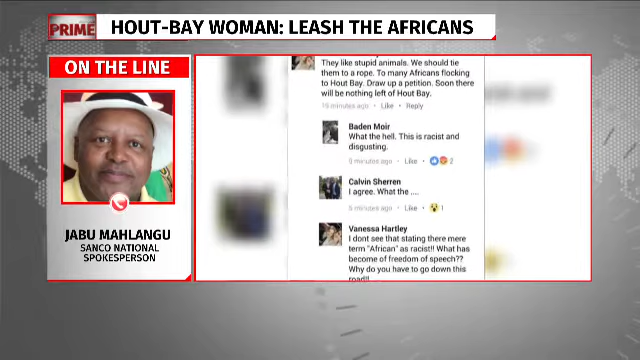 PRIME
HOUT-BAY WOMAN: LEASH THE AFRICANS
ON THE LINE
JABU MAHLANGU
SANCO NATIONAL
SPOKESPERSON
They like stupid animals. We should tie
them to a rope. To many Africans flocking
to Hout Bay. Draw up a petition. Soon there
will be nothing left of Hout Bay.
Like · Reply
Baden Moir
What the hell. This is racist and
disgusting.
minutes ago · Like · 2
Calvin Sherren
I agree. What the ....
minutes ago · Like · 1
Vanessa Hartley
I dont see that stating there mere
term "African" as racist!! What has
become of freedom of speech??
Why do you have to go down this
road!!